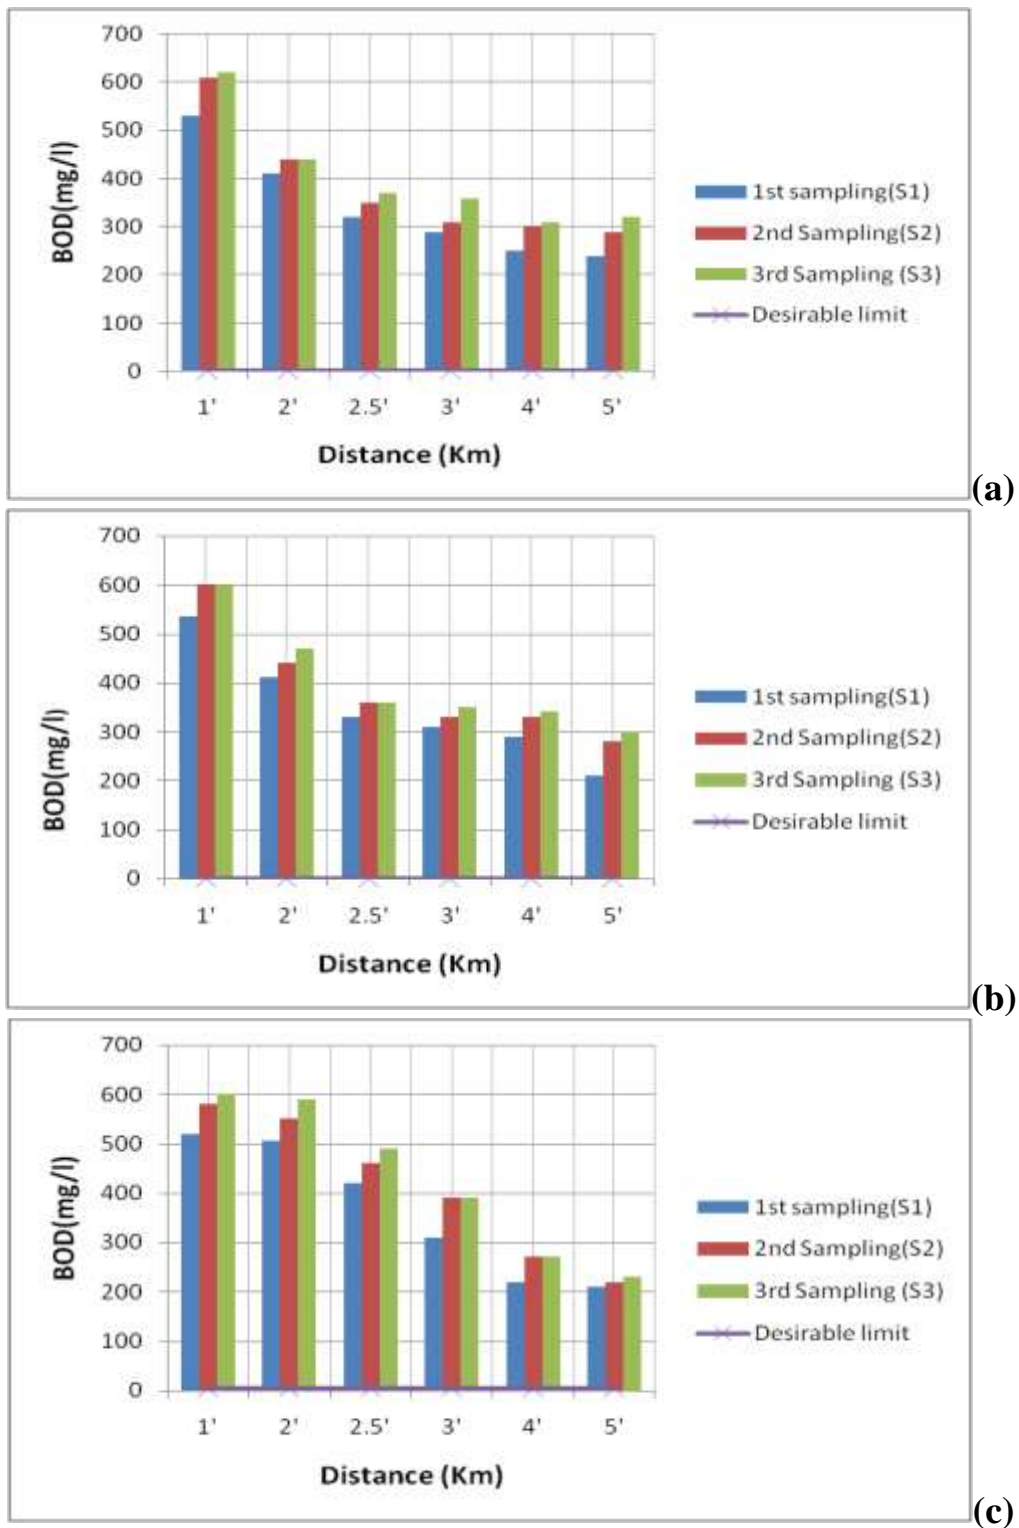 700
600
500
400
300
200
100
0
BOD(mg/l)
1' 2' 2.5' 3' 4' 5'
Distance (Km)
1st sampling(S1)
2nd Sampling(S2)
3rd Sampling (S3)
Desirable limit
(a)
700
600
500
400
300
200
100
0
BOD(mg/l)
1' 2' 2.5' 3' 4' 5'
Distance (Km)
1st sampling(S1)
2nd Sampling(S2)
3rd Sampling (S3)
Desirable limit
(b)
700
600
500
400
300
200
100
0
BOD(mg/l)
1' 2' 2.5' 3' 4' 5'
Distance (Km)
1st sampling(S1)
2nd Sampling(S2)
3rd Sampling (S3)
Desirable limit
(c)